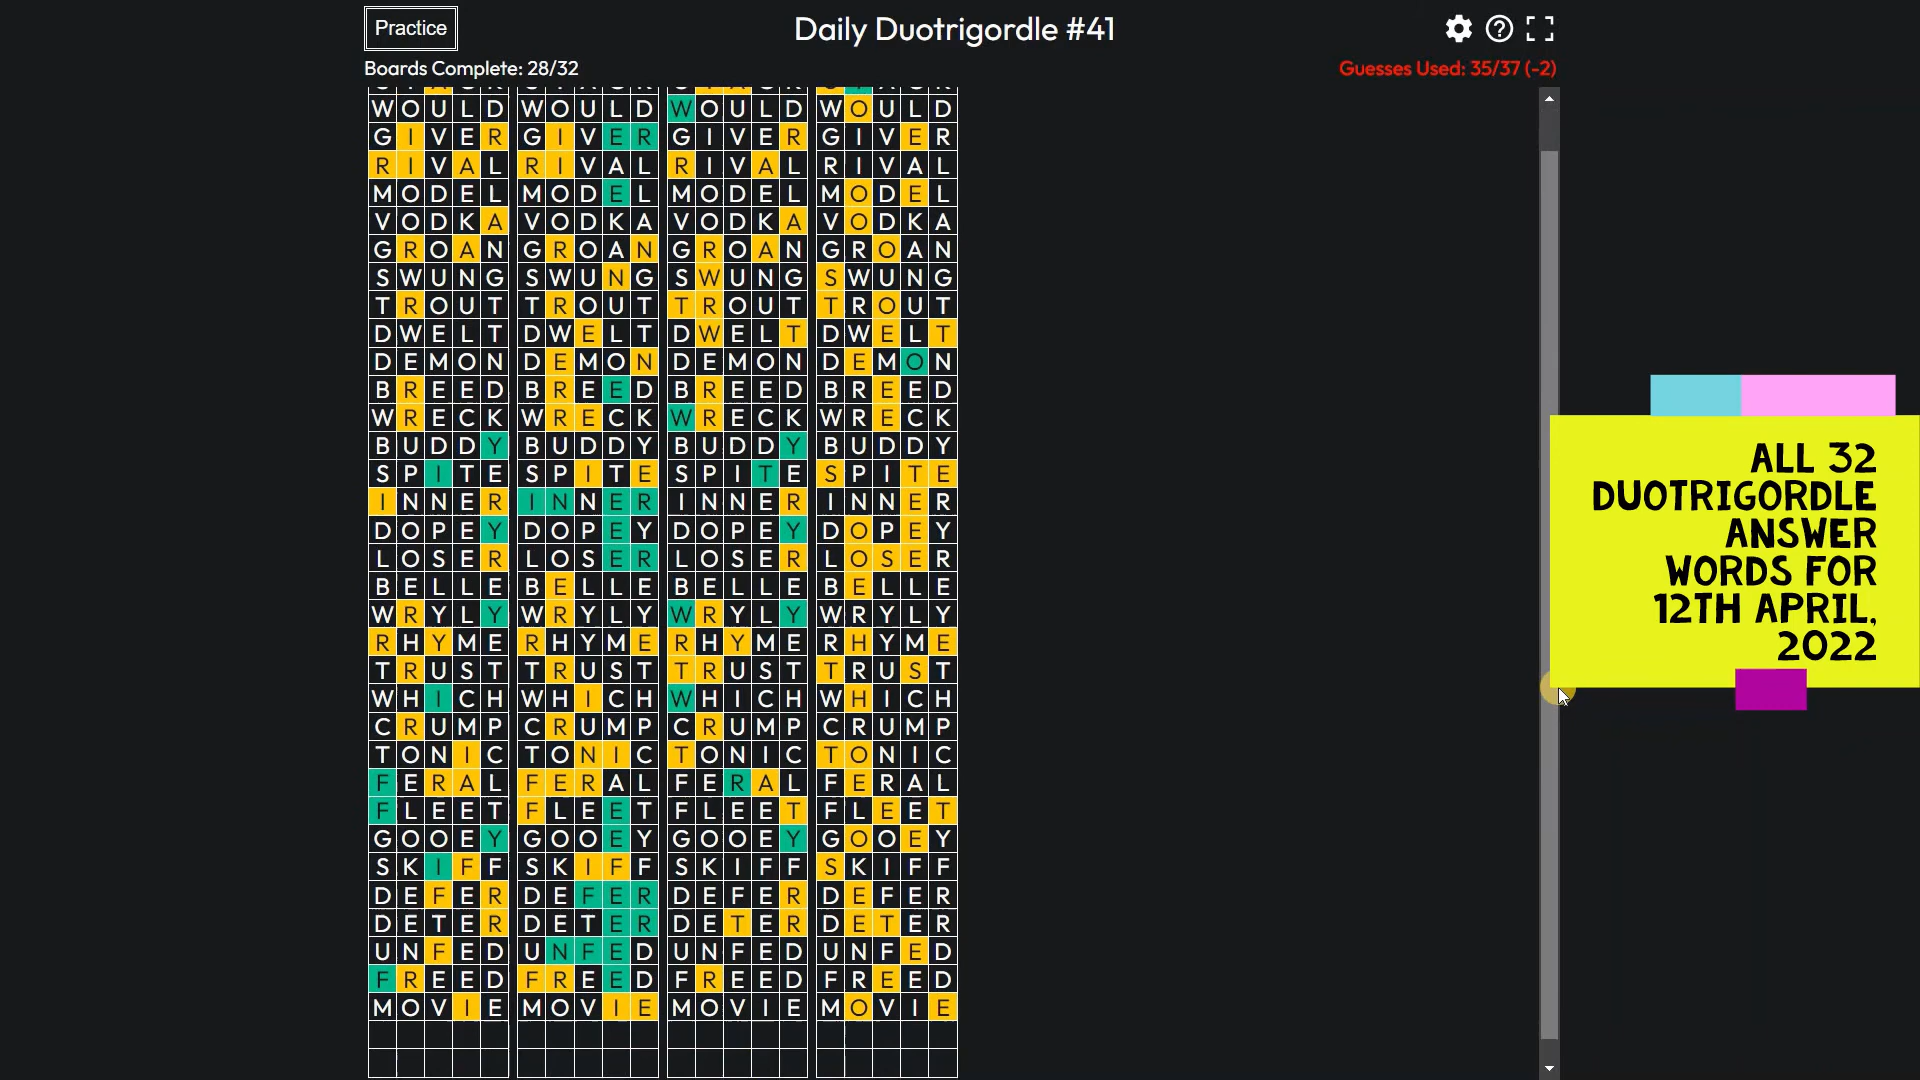 Practice
Daily Duotrigordle #41
Boards Complete: 28/32
Guesses Used: 35/37 (-2)
WOULD WOULD WOULD WOULD
GIVER GIVER GIVER GIVER
RIVAL RIVAL RIVAL RIVAL
MODEL MODEL MODEL MODEL
VODKA VODKA VODKA VODKA
GROAN GROAN GROAN GROAN
SWUNG SWUNG SWUNG SWUNG
TROUT TROUT TROUT TROUT
DWELT DWELT DWELT DWELT
DEMON DEMON DEMON DEMON
BREED BREED BREED BREED
WRECK WRECK WRECK WRECK
BUDDY BUDDY BUDDY BUDDY
SPITE SPITE SPITE SPITE
INNER INNER INNER INNER
DOPEY DOPEY DOPEY DOPEY
LOSER LOSER LOSER LOSER
BELLE BELLE BELLE BELLE
WRYLY WRYLY WRYLY WRYLY
RHYME RHYME RHYME RHYME
TRUST TRUST TRUST TRUST
WHICH WHICH WHICH WHICH
CRUMP CRUMP CRUMP CRUMP
TONIC TONIC TONIC TONIC
FERAL FERAL FERAL FERAL
FLEET FLEET FLEET FLEET
GOOEY GOOEY GOOEY GOOEY
SKIFF SKIFF SKIFF SKIFF
DEFER DEFER DEFER DEFER
DETER DETER DETER DETER
UNFED UNFED UNFED UNFED
FREED FREED FREED FREED
MOVIE MOVIE MOVIE MOVIE
ALL 32
DUOTRIGORDLE
ANSWER
WORDS FOR
12TH APRIL,
2022